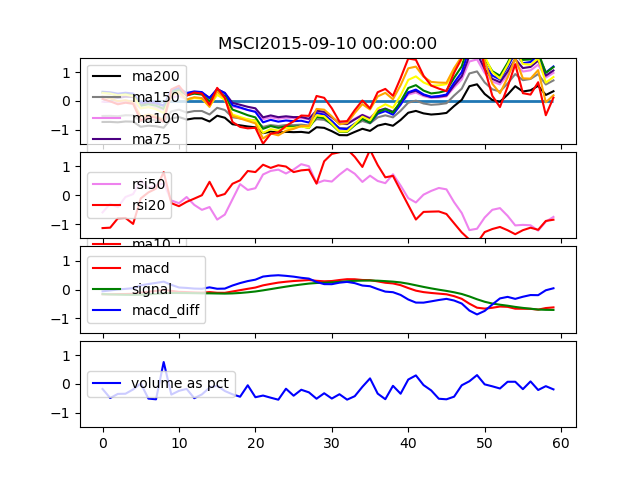 MSCI2015-09-10 00:00:00
1
0
−1
ma200
ma150
ma100
ma75
1
0
−1
rsi50
rsi20
ma10
1
0
−1
macd
signal
macd_diff
1
0
−1
volume as pct
0 10 20 30 40 50 60